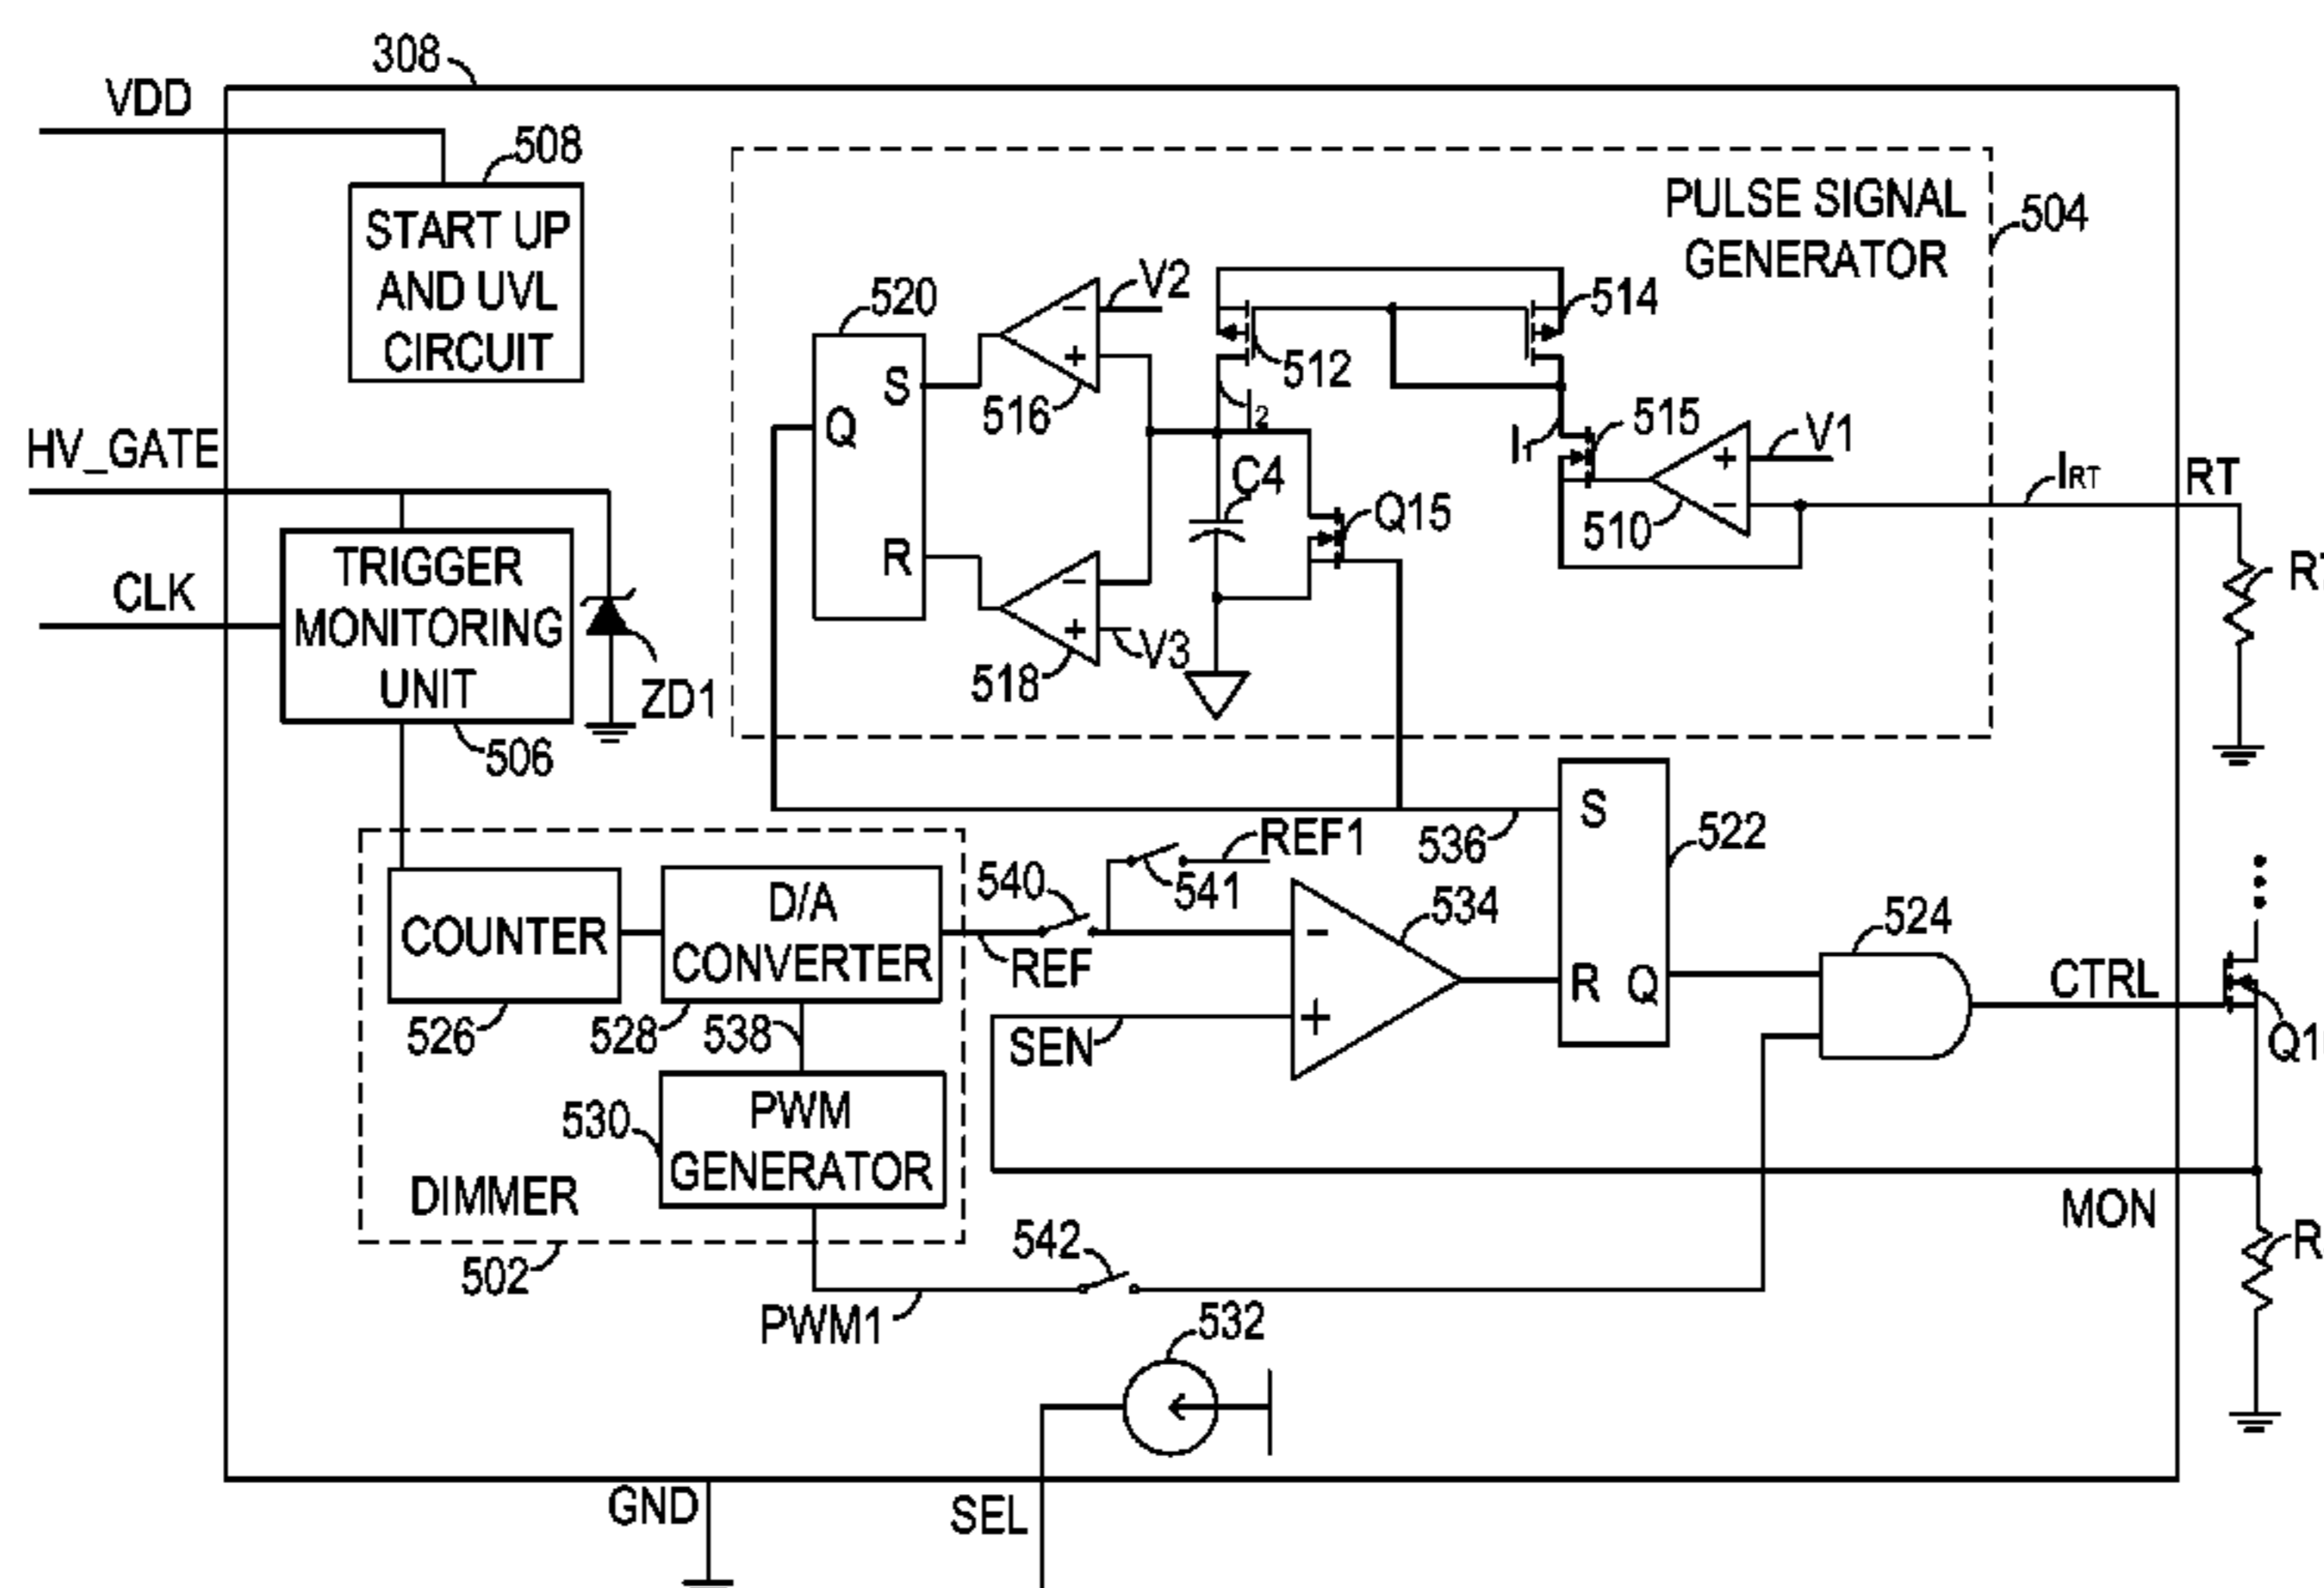 308
VDD
508
START UP
AND UVL
CIRCUIT
PULSE SIGNAL
GENERATOR
504
520
V2
514
512
S
516
Q
I2
I1
515
V1
HV_GATE
C4
IRT
RT
Q15
510
R
TRIGGER
MONITORING
UNIT
CLK
V3
518
ZD1
506
S
REF1
536
522
540
541
D/A
CONVERTER
COUNTER
534
524
REF
R
Q
CTRL
526
528
538
SEN
Q1
530
PWM
GENERATOR
DIMMER
MON
542
R
502
PWM1
532
GND
SEL